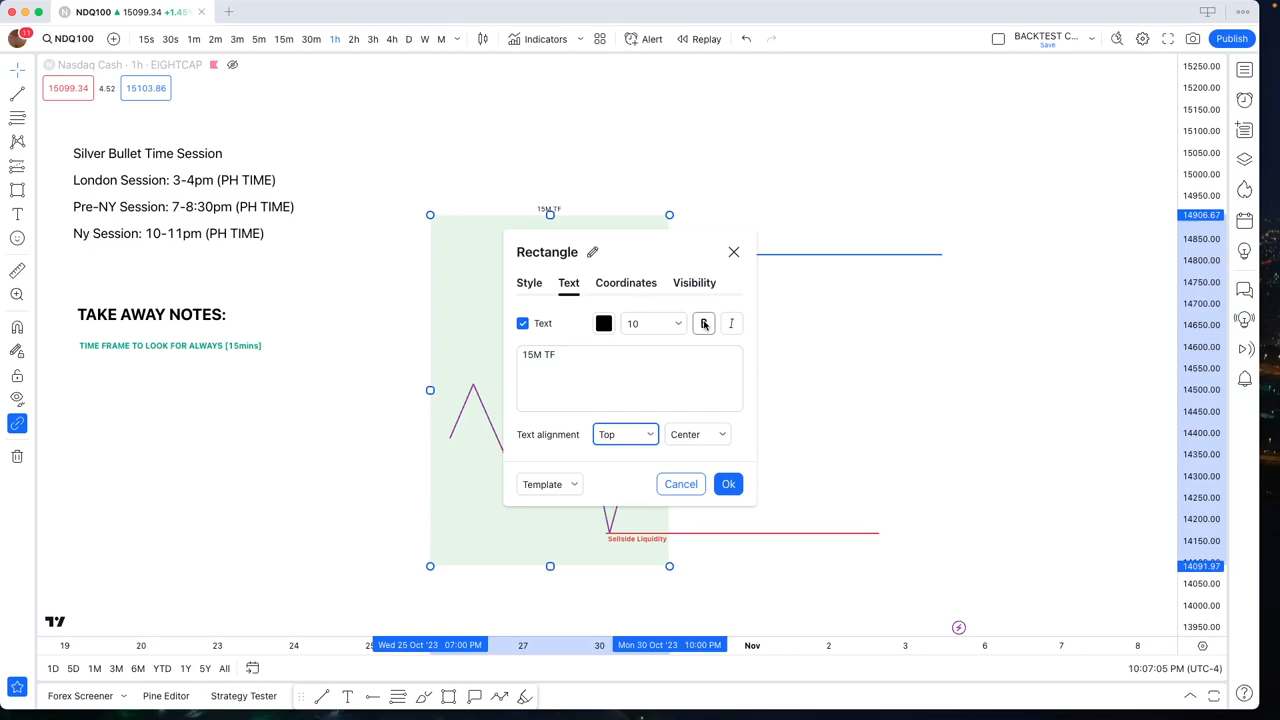 NDQ100 ▲ 15099.34 +1.45%
11
NDQ100
15s 30s 1m 2m 3m 5m 15m 30m 1h 2h 3h 4h D W M
Indicators
Alert
Replay
BACKTEST C...
Save
Publish
Nasdaq Cash · 1h · EIGHTCAP
15099.34
4.52
15103.86
Silver Bullet Time Session
London Session: 3-4pm (PH TIME)
Pre-NY Session: 7-8:30pm (PH TIME)
Ny Session: 10-11pm (PH TIME)
TAKE AWAY NOTES:
TIME FRAME TO LOOK FOR ALWAYS [15mins]
15M TF
Rectangle
Style
Text
Coordinates
Visibility
Text
10
B
I
15M TF
Text alignment
Top
Center
Template
Cancel
Ok
Sellside Liquidity
15250.00
15200.00
15150.00
15100.00
15050.00
15000.00
14950.00
14906.67
14850.00
14800.00
14750.00
14700.00
14650.00
14600.00
14550.00
14500.00
14450.00
14400.00
14350.00
14300.00
14250.00
14200.00
14150.00
14091.97
14050.00
14000.00
13950.00
19 20 23 24 Wed 25 Oct '23 07:00 PM 27 30 Mon 30 Oct '23 10:00 PM Nov 2 3 6 7 8
1D 5D 1M 3M 6M YTD 1Y 5Y All
10:07:05 PM (UTC-4)
Forex Screener
Pine Editor
Strategy Tester